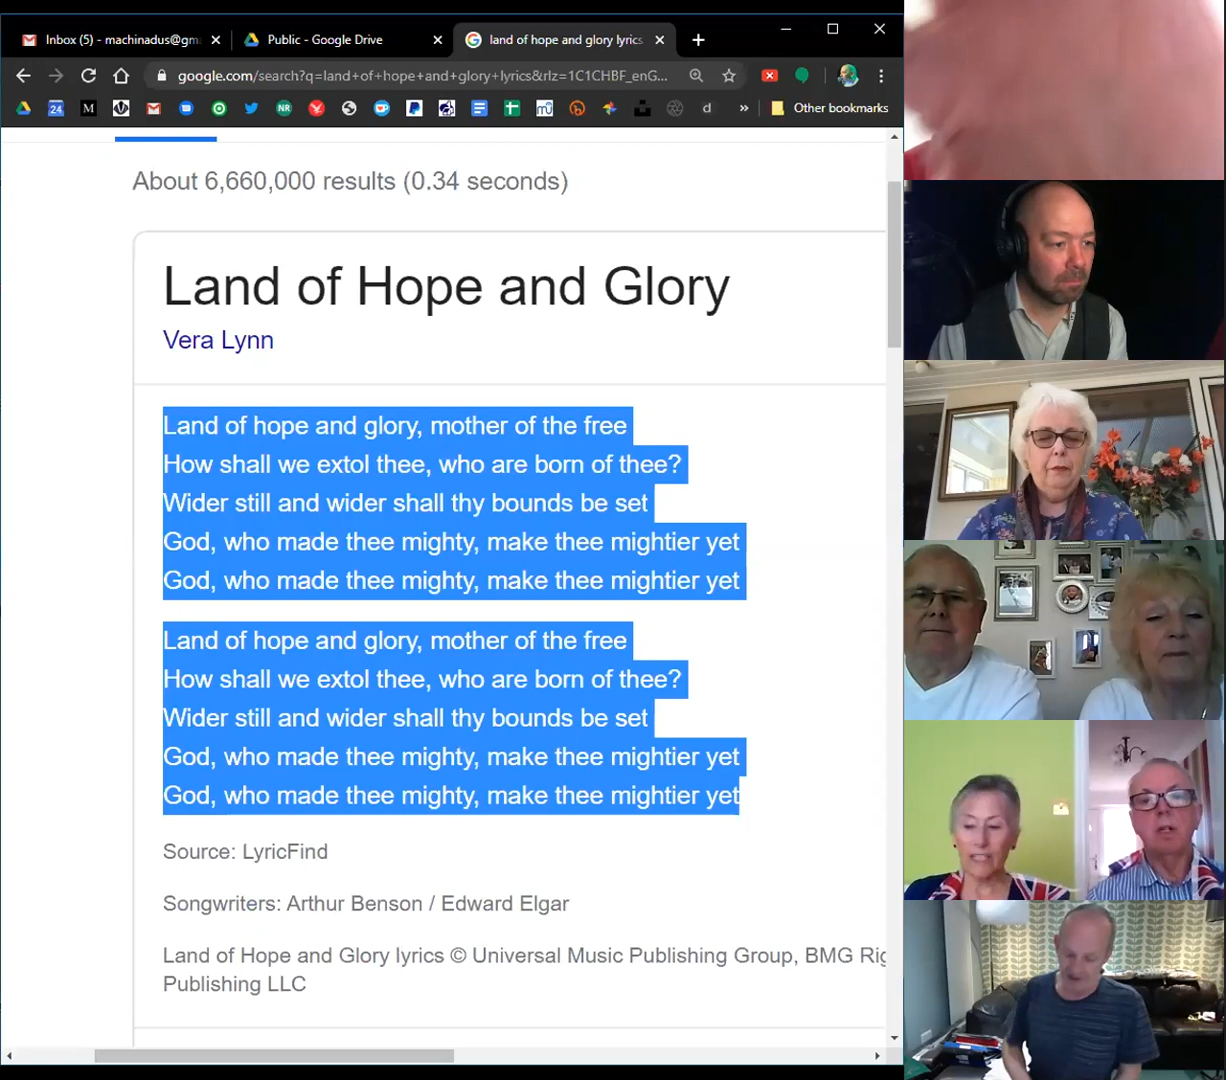 Inbox (5) - machinadus@gm
Public - Google Drive
land of hope and glory lyrics
google.com/search?q=land+of+hope+and+glory+lyrics&rlz=1C1CHBF_enG...
24
M
NR
d
»
Other bookmarks
About 6,660,000 results (0.34 seconds)
Land of Hope and Glory
Vera Lynn
Land of hope and glory, mother of the free
How shall we extol thee, who are born of thee?
Wider still and wider shall thy bounds be set
God, who made thee mighty, make thee mightier yet
God, who made thee mighty, make thee mightier yet
Land of hope and glory, mother of the free
How shall we extol thee, who are born of thee?
Wider still and wider shall thy bounds be set
God, who made thee mighty, make thee mightier yet
God, who made thee mighty, make thee mightier yet
Source: LyricFind
Songwriters: Arthur Benson / Edward Elgar
Land of Hope and Glory lyrics © Universal Music Publishing Group, BMG Rig
Publishing LLC